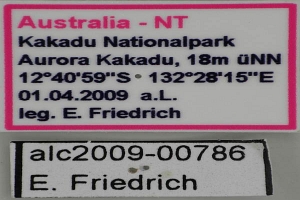 Australia - NT
Kakadu Nationalpark
Aurora Kakadu, 18m üNN
12°40'59"S · 132°28'15"E
01.04.2009 a.L.
leg. E. Friedrich
alc2009-00786
E. Friedrich